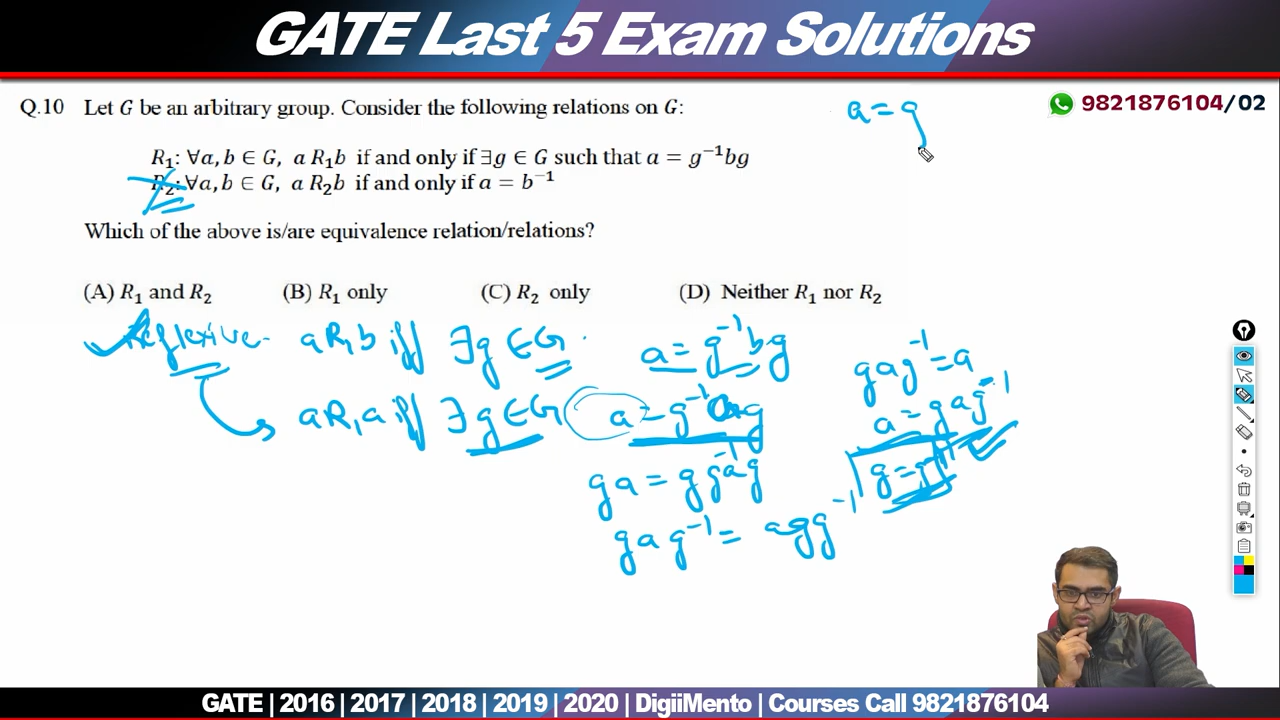 GATE Last 5 Exam Solutions
9821876104/02
Q.10 Let G be an arbitrary group. Consider the following relations on G:
R₁: ∀a, b ∈ G, a R₁b if and only if ∃g ∈ G such that a = g⁻¹bg
R₂: ∀a, b ∈ G, a R₂b if and only if a = b⁻¹
Which of the above is/are equivalence relation/relations?
(A) R₁ and R₂ (B) R₁ only (C) R₂ only (D) Neither R₁ nor R₂
a = g
Reflexive- aR₁b iff ∃g ∈ G. a = g⁻¹bg
gag⁻¹ = a
aR₁a iff ∃ g ∈ G a = g⁻¹ag
a = gag⁻¹
ga = gg⁻¹ag
g = g⁻¹
gag⁻¹ = agg⁻¹
GATE | 2016 | 2017 | 2018 | 2019 | 2020 | DigiiMento | Courses Call 9821876104